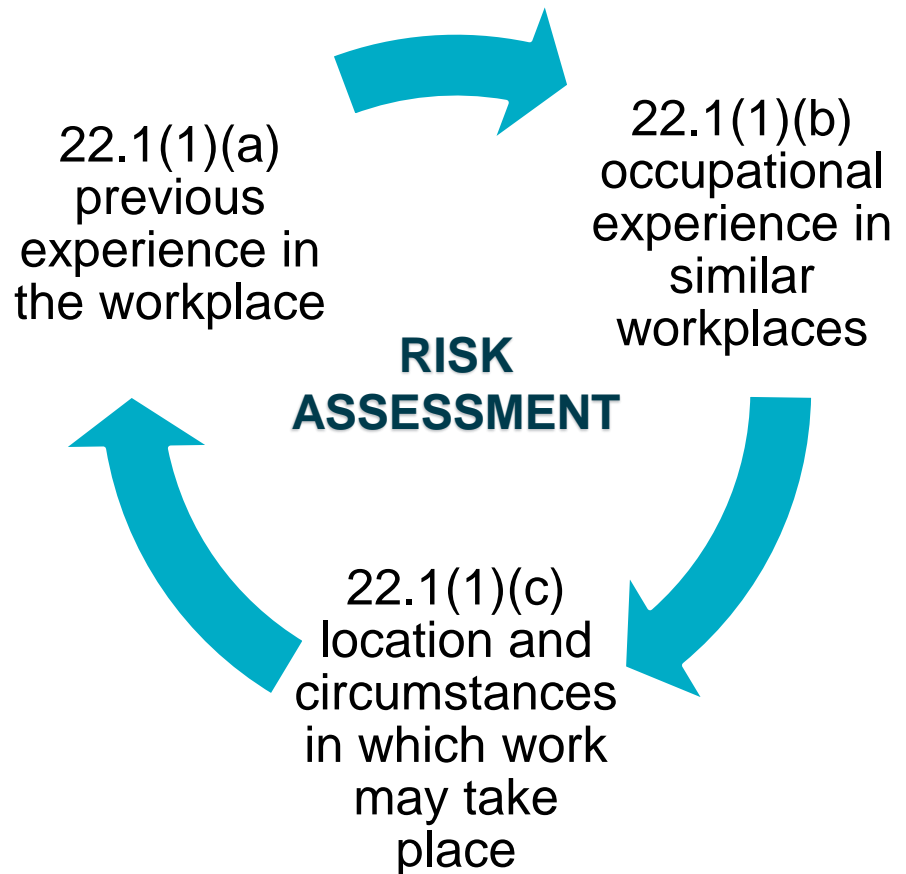 22.1(1)(a)
previous
experience in
the workplace
22.1(1)(b)
occupational
experience in
similar
workplaces
RISK
ASSESSMENT
22.1(1)(c)
location and
circumstances
in which work
may take
place